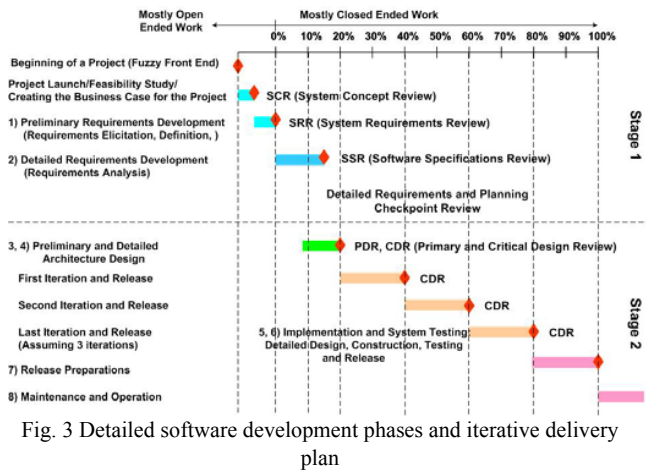 Mostly Open
Ended Work
Mostly Closed Ended Work
0% 10% 20% 30% 40% 50% 60% 70% 80% 90% 100%
Beginning of a Project (Fuzzy Front End)
Project Launch/Feasibility Study/
Creating the Business Case for the Project
SCR (System Concept Review)
1) Preliminary Requirements Development
(Requirements Elicitation, Definition, )
SRR (System Requirements Review)
2) Detailed Requirements Development
(Requirements Analysis)
SSR (Software Specifications Review)
Detailed Requirements and Planning
Checkpoint Review
Stage 1
3, 4) Preliminary and Detailed
Architecture Design
PDR, CDR (Primary and Critical Design Review)
First Iteration and Release
CDR
Second Iteration and Release
CDR
Last Iteration and Release
(Assuming 3 iterations)
5, 6) Implementation and System Testing:
Detailed Design, Construction, Testing
and Release
CDR
7) Release Preparations
8) Maintenance and Operation
Stage 2
Fig. 3 Detailed software development phases and iterative delivery
plan